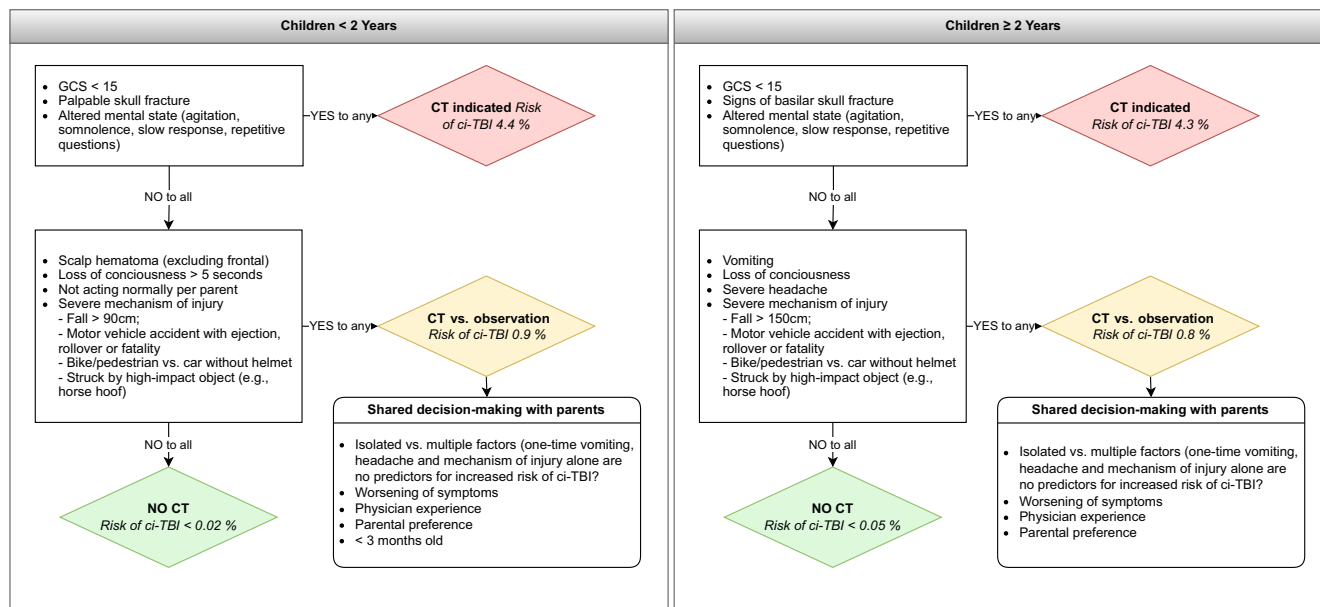 Children < 2 Years
• GCS < 15
• Palpable skull fracture
• Altered mental state (agitation,
somnolence, slow response, repetitive
questions)
YES to any
CT indicated Risk
of ci-TBI 4.4 %
NO to all
• Scalp hematoma (excluding frontal)
• Loss of conciousness > 5 seconds
• Not acting normally per parent
• Severe mechanism of injury
- Fall > 90cm;
- Motor vehicle accident with ejection,
rollover or fatality
- Bike/pedestrian vs. car without helmet
- Struck by high-impact object (e.g.,
horse hoof)
YES to any
CT vs. observation
Risk of ci-TBI 0.9 %
Shared decision-making with parents
• Isolated vs. multiple factors (one-time vomiting,
headache and mechanism of injury alone are
no predictors for increased risk of ci-TBI?
• Worsening of symptoms
• Physician experience
• Parental preference
• < 3 months old
NO to all
NO CT
Risk of ci-TBI < 0.02 %
Children ≥ 2 Years
• GCS < 15
• Signs of basilar skull fracture
• Altered mental state (agitation,
somnolence, slow response, repetitive
questions)
YES to any
CT indicated
Risk of ci-TBI 4.3 %
NO to all
• Vomiting
• Loss of conciousness
• Severe headache
• Severe mechanism of injury
- Fall > 150cm;
- Motor vehicle accident with ejection,
rollover or fatality
- Bike/pedestrian vs. car without helmet
- Struck by high-impact object (e.g.,
horse hoof)
YES to any
CT vs. observation
Risk of ci-TBI 0.8 %
Shared decision-making with parents
• Isolated vs. multiple factors (one-time vomiting,
headache and mechanism of injury alone are
no predictors for increased risk of ci-TBI?
• Worsening of symptoms
• Physician experience
• Parental preference
NO to all
NO CT
Risk of ci-TBI < 0.05 %